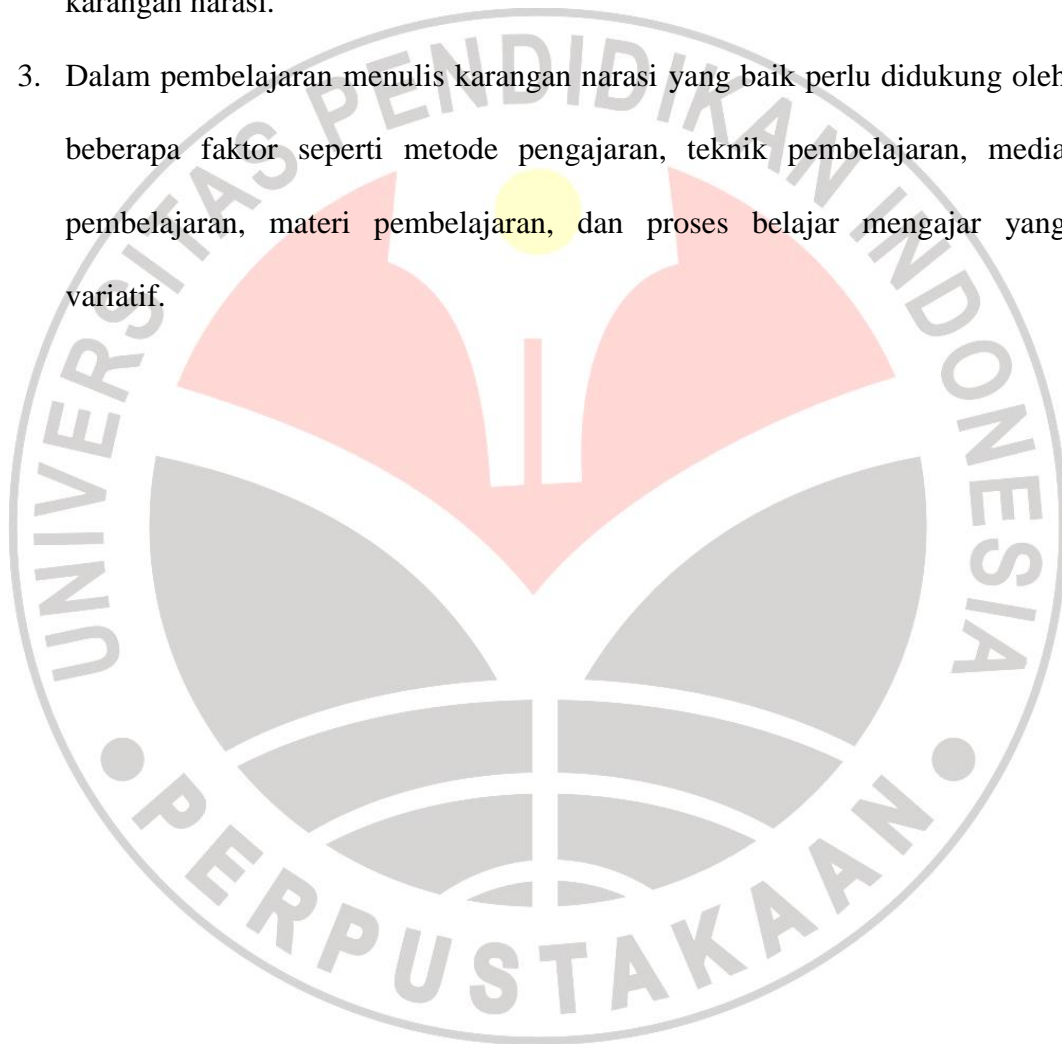 karangan narasi.
3. Dalam pembelajaran menulis karangan narasi yang baik perlu didukung oleh
beberapa faktor seperti metode pengajaran, teknik pembelajaran, media
pembelajaran, materi pembelajaran, dan proses belajar mengajar yang
variatif.
UNIVERSITAS PENDIDIKAN INDONESIA
PERPUSTAKAAN